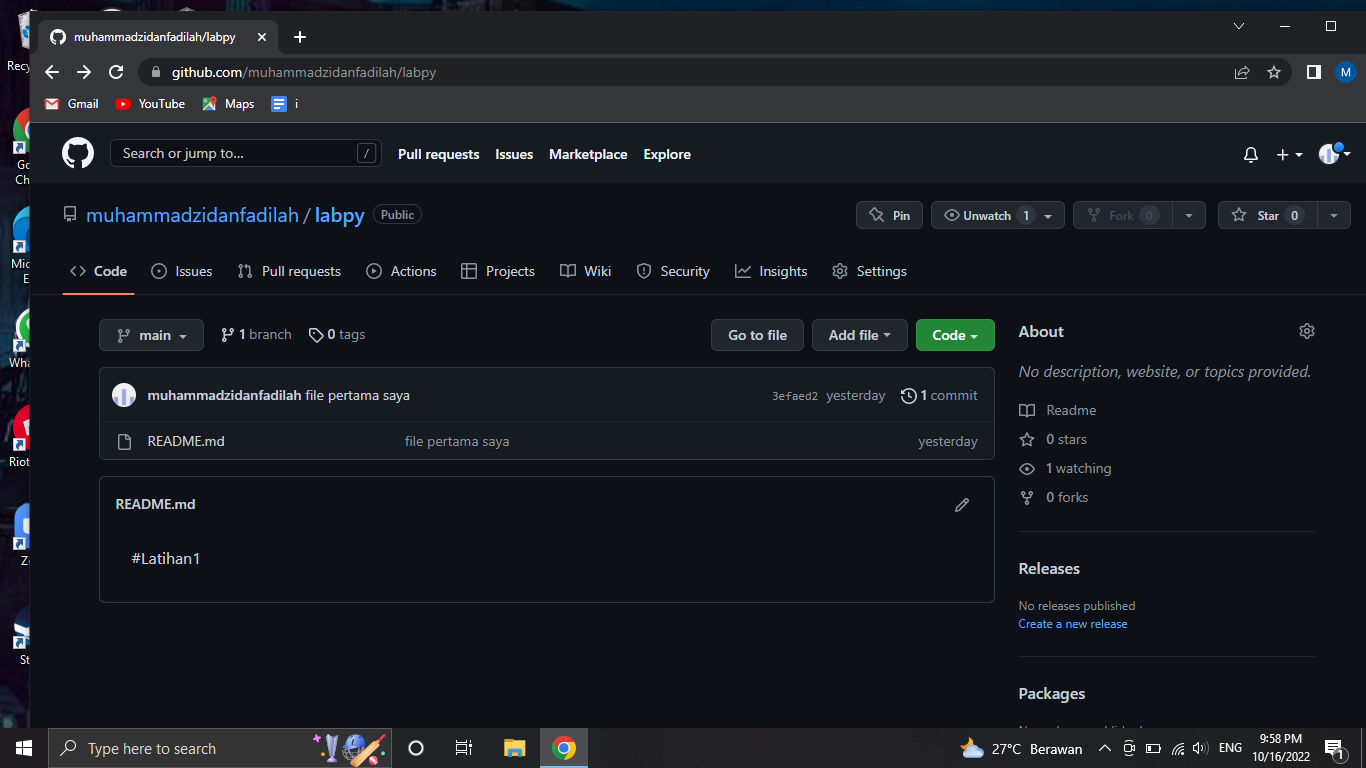 Recy
muhammadzidanfadilah/labpy
github.com/muhammadzidanfadilah/labpy
M
Gmail YouTube Maps i
Go
Ch
Search or jump to... /
Pull requests Issues Marketplace Explore
muhammadzidanfadilah / labpy Public
Pin Unwatch 1 Fork 0 Star 0
Mic
E
Code Issues Pull requests Actions Projects Wiki Security Insights Settings
main 1 branch 0 tags Go to file Add file Code
Wha
muhammadzidanfadilah file pertama saya 3efaed2 yesterday 1 commit
README.md file pertama saya yesterday
Riot
README.md
#Latihan1
Z
St
About
No description, website, or topics provided.
Readme
0 stars
1 watching
0 forks
Releases
No releases published
Create a new release
Packages
Type here to search
27°C Berawan ENG
9:58 PM
10/16/2022
1